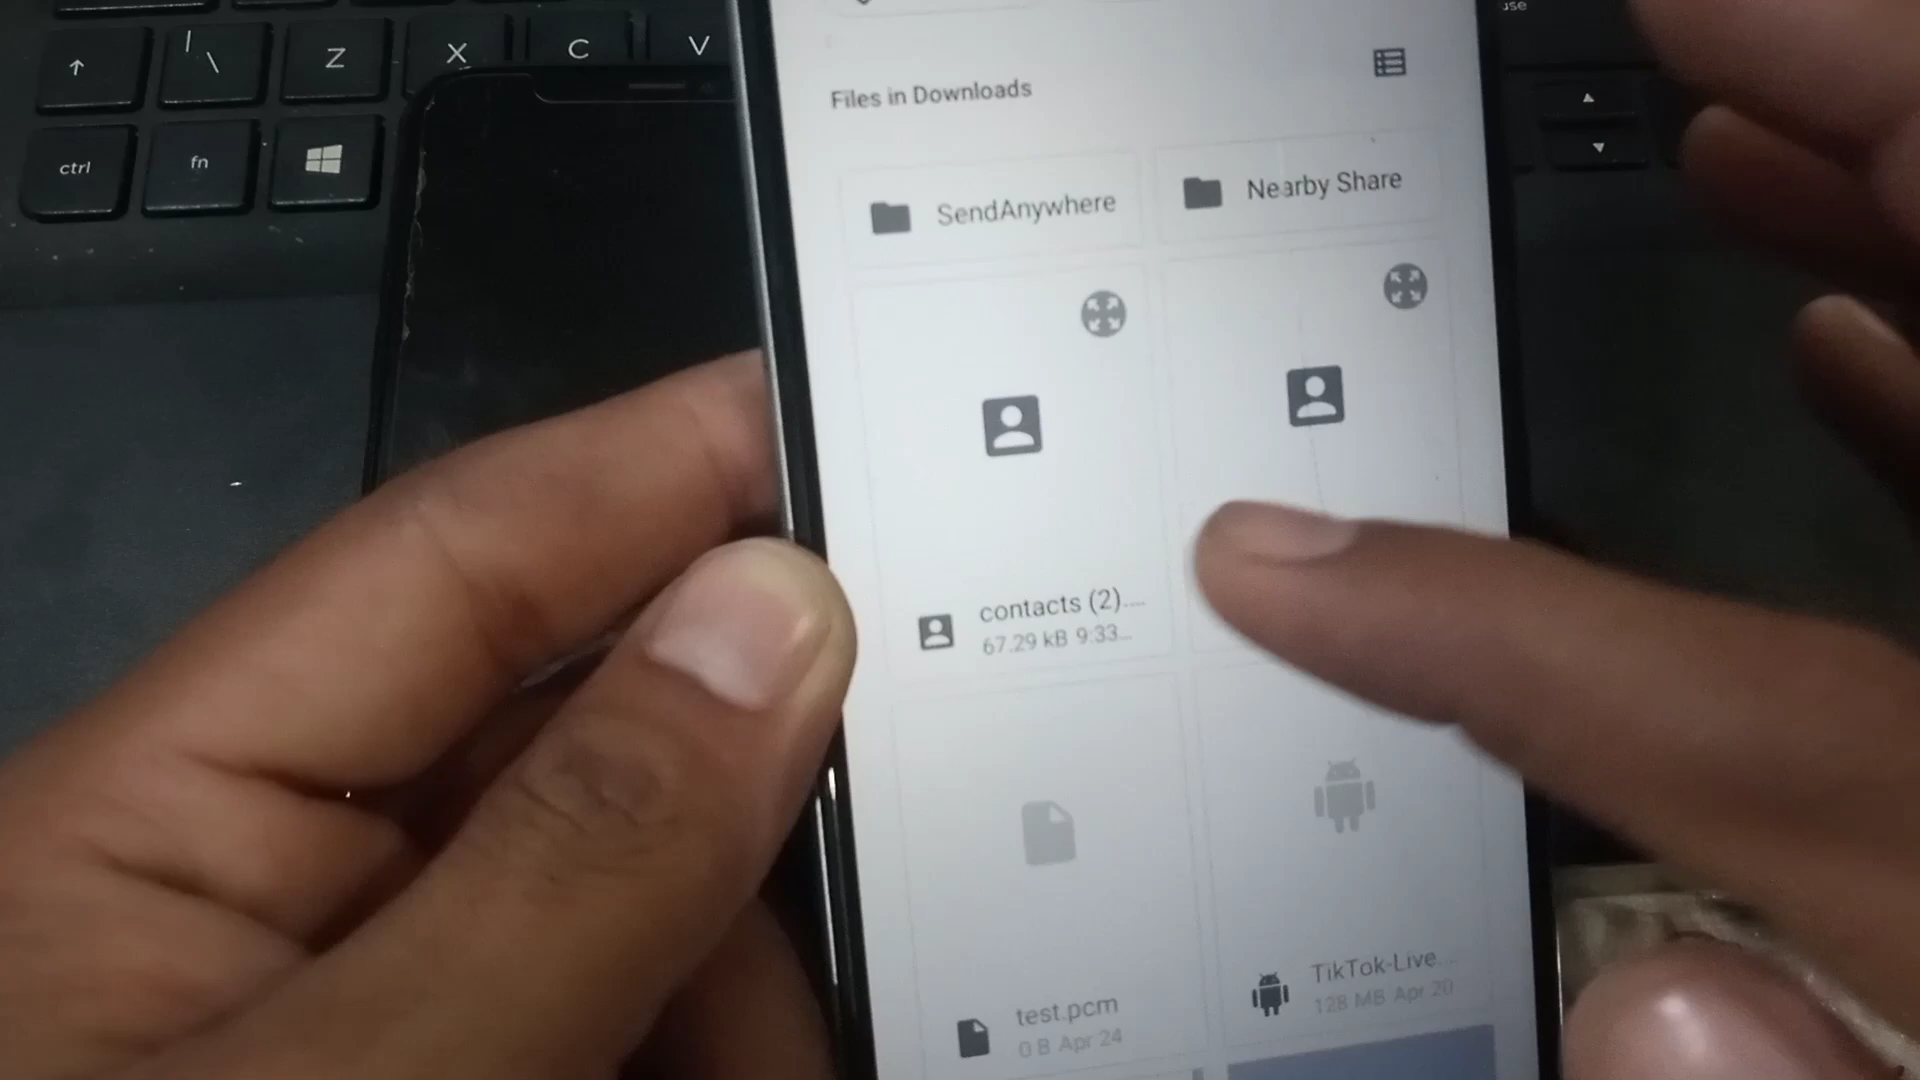 use
↑
|
\
Z
X
C
V
ctrl
fn
Files in Downloads
SendAnywhere
Nearby Share
contacts (2)....
67.29 kB 9:33...
test.pcm
0 B Apr 24
TikTok-Live...
128 MB Apr 20